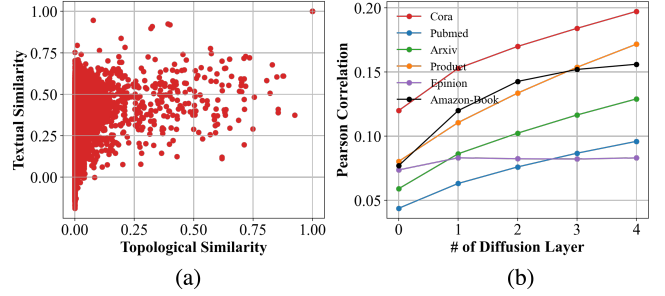 1.00
0.75
0.50
0.25
0.00
Textual Similarity
0.00 0.25 0.50 0.75 1.00
Topological Similarity
(a)
0.20
0.15
0.10
0.05
Pearson Correlation
Cora
Pubmed
Arxiv
Product
Epinion
Amazon-Book
0 1 2 3 4
# of Diffusion Layer
(b)